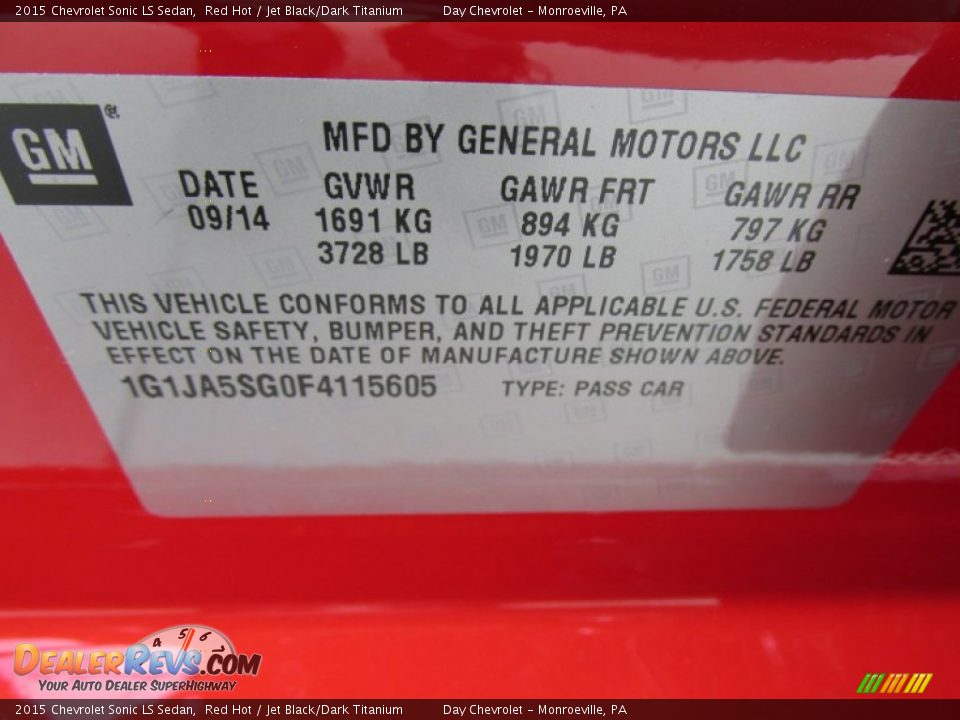 2015 Chevrolet Sonic LS Sedan, Red Hot / Jet Black/Dark Titanium Day Chevrolet - Monroeville, PA
GM ®
MFD BY GENERAL MOTORS LLC
DATE GVWR GAWR FRT GAWR RR
09/14 1691 KG 894 KG 797 KG
3728 LB 1970 LB 1758 LB
THIS VEHICLE CONFORMS TO ALL APPLICABLE U.S. FEDERAL MOTOR
VEHICLE SAFETY, BUMPER, AND THEFT PREVENTION STANDARDS IN
EFFECT ON THE DATE OF MANUFACTURE SHOWN ABOVE.
1G1JA5SG0F4115605 TYPE: PASS CAR
4 5 6
DEALERREVS.COM
YOUR AUTO DEALER SUPERHIGHWAY
2015 Chevrolet Sonic LS Sedan, Red Hot / Jet Black/Dark Titanium Day Chevrolet - Monroeville, PA